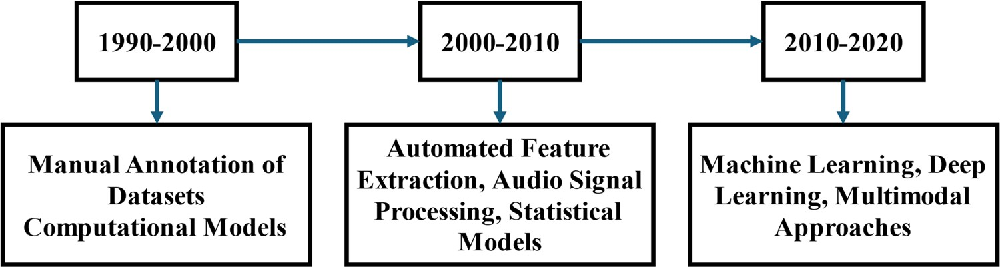 1990-2000
2000-2010
2010-2020
Manual Annotation of
Datasets
Computational Models
Automated Feature
Extraction, Audio Signal
Processing, Statistical
Models
Machine Learning, Deep
Learning, Multimodal
Approaches